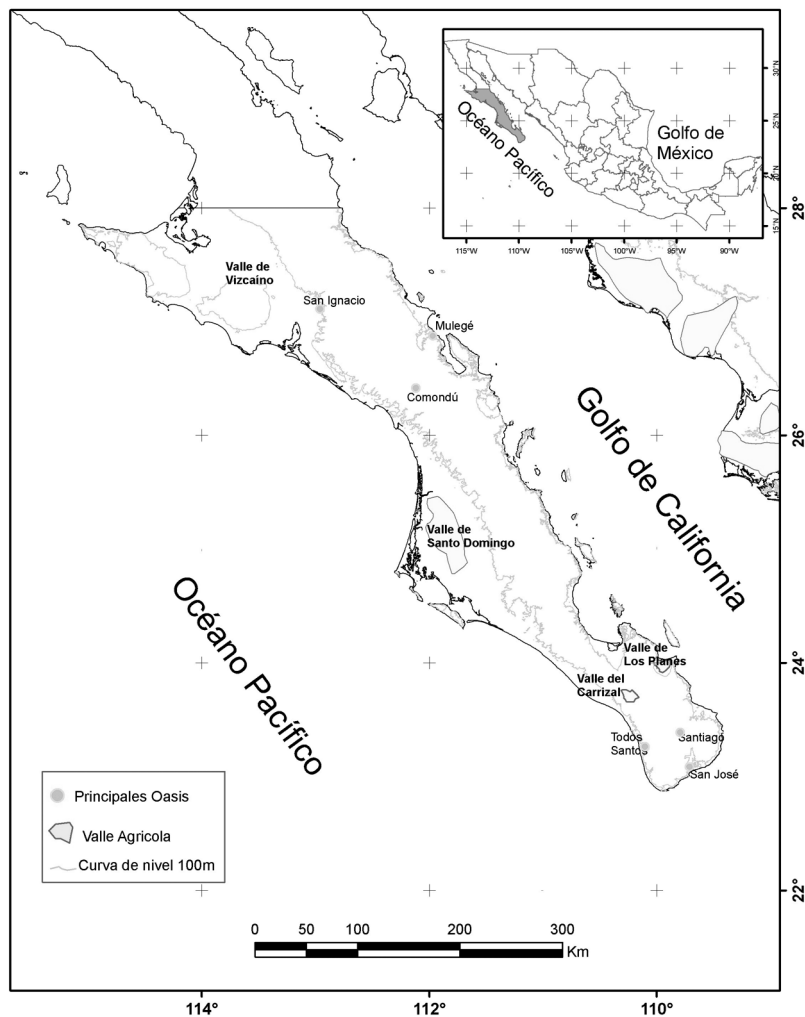 30°N
25°N
20°N
15°N
115°W
110°W
105°W
100°W
95°W
90°W
Océano Pacífico
Golfo de
México
28°
26°
24°
22°
Valle de
Vizcaíno
San Ignacio
Mulegé
Comondú
Golfo de California
Valle de
Santo Domingo
Océano Pacífico
Valle de
Los Planes
Valle del
Carrizal
Todos
Santos
Santiago
San José
Principales Oasis
Valle Agricola
Curva de nivel 100m
0
50
100
200
300
Km
114°
112°
110°